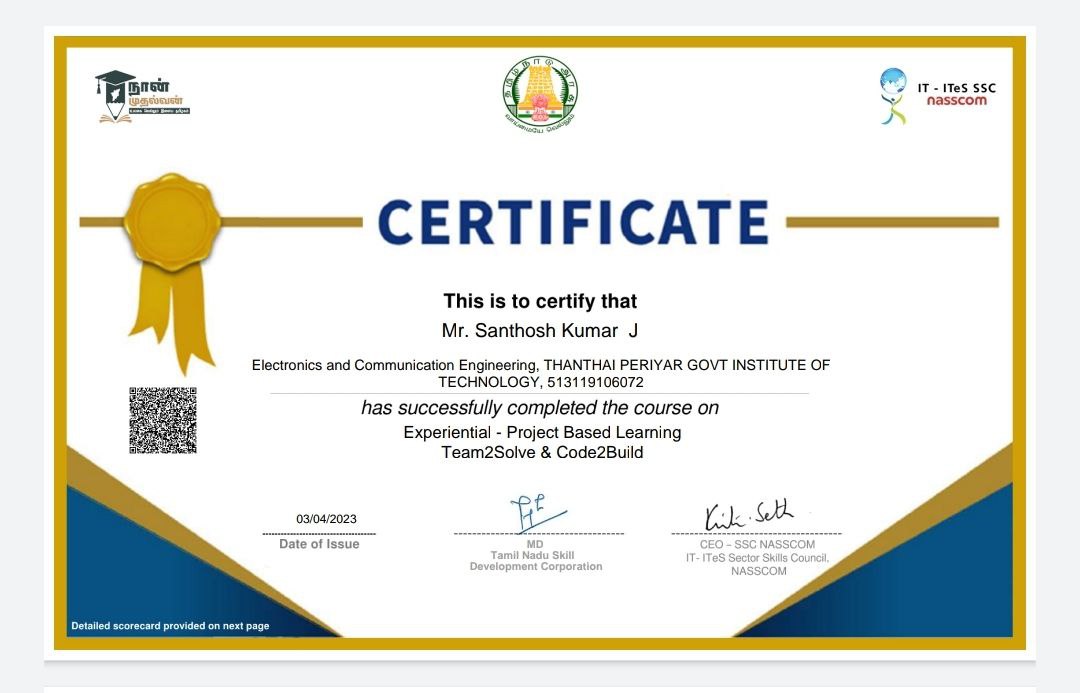 நான்
முதல்வன்
தமிழ்நாடு அரசு
வாய்மையே வெல்லும்
IT - ITeS SSC
nasscom
CERTIFICATE
This is to certify that
Mr. Santhosh Kumar J
Electronics and Communication Engineering, THANTHAI PERIYAR GOVT INSTITUTE OF
TECHNOLOGY, 513119106072
has successfully completed the course on
Experiential - Project Based Learning
Team2Solve & Code2Build
03/04/2023
Date of Issue
MD
Tamil Nadu Skill
Development Corporation
CEO – SSC NASSCOM
IT- ITeS Sector Skills Council,
NASSCOM
Detailed scorecard provided on next page